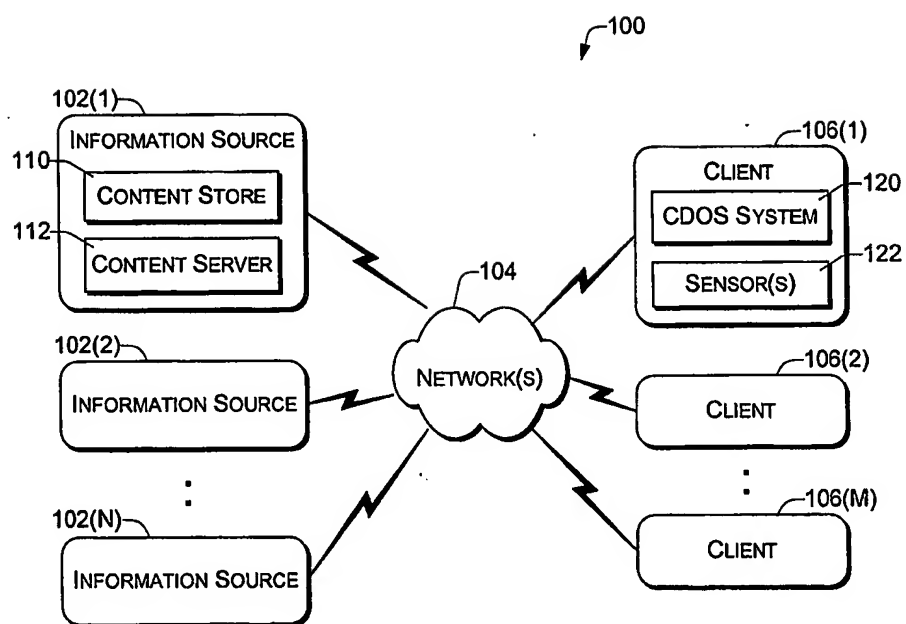 100
102(1)
INFORMATION SOURCE
110
CONTENT STORE
112
CONTENT SERVER
106(1)
CLIENT
120
CDOS SYSTEM
122
SENSOR(S)
104
NETWORK(S)
102(2)
INFORMATION SOURCE
106(2)
CLIENT
102(N)
INFORMATION SOURCE
106(M)
CLIENT